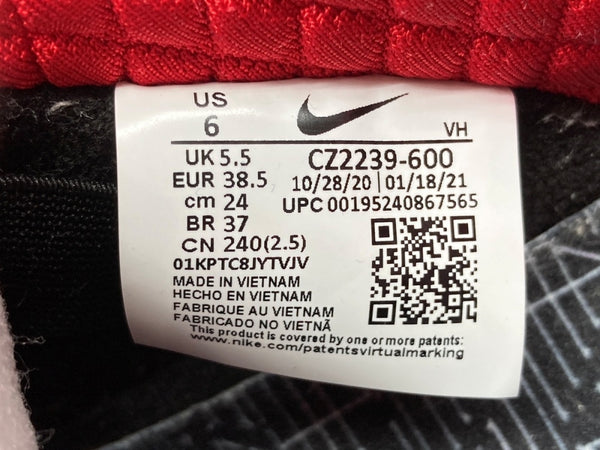 US
6
VH
UK 5.5
CZ2239-600
EUR 38.5
10/28/20 | 01/18/21
cm 24
UPC 00195240867565
BR 37
CN 240(2.5)
01KPTC8JYTVJV
MADE IN VIETNAM
HECHO EN VIETNAM
FABRIQUE AU VIETNAM
FABRICADO NO VIETNÃ
This product is covered by one or more patents:
www.nike.com/patentsvirtualmarking